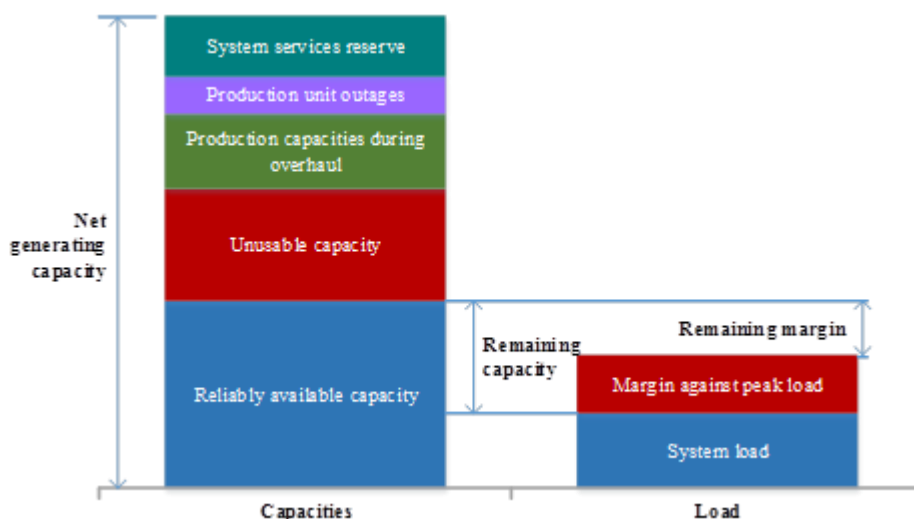 System services reserve
Production unit outages
Production capacities during
overhaul
Net
generating
capacity
Unusable capacity
Remaining margin
Remaining
capacity
Reliably available capacity
Margin against peak load
System load
Capacities
Load